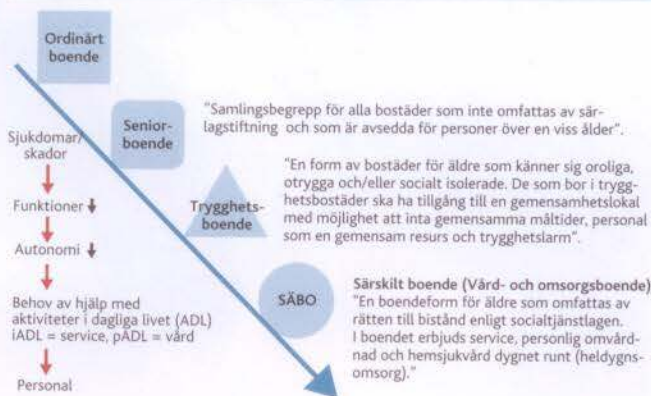 Ordinärt
boende
Senior-
boende
"Samlingsbegrepp för alla bostäder som inte omfattas av sär-
lagstiftning och som är avsedda för personer över en viss ålder".
Trygghets-
boende
"En form av bostäder för äldre som känner sig oroliga,
otrygga och/eller socialt isolerade. De som bor i trygg-
hetsbostäder ska ha tillgång till en gemensamhetslokal
med möjlighet att inta gemensamma måltider, personal
som en gemensam resurs och trygghetslarm".
SÄBO
Särskilt boende (Vård- och omsorgsboende)
"En boendeform för äldre som omfattas av
rätten till bistånd enligt socialtjänstlagen.
I boendet erbjuds service, personlig omvård-
nad och hemsjukvård dygnet runt (heldygns-
omsorg)."
Sjukdomar/
skador
Funktioner
Autonomi
Behov av hjälp med
aktiviteter i dagliga livet (ADL)
iADL = service, pADL = vård
Personal